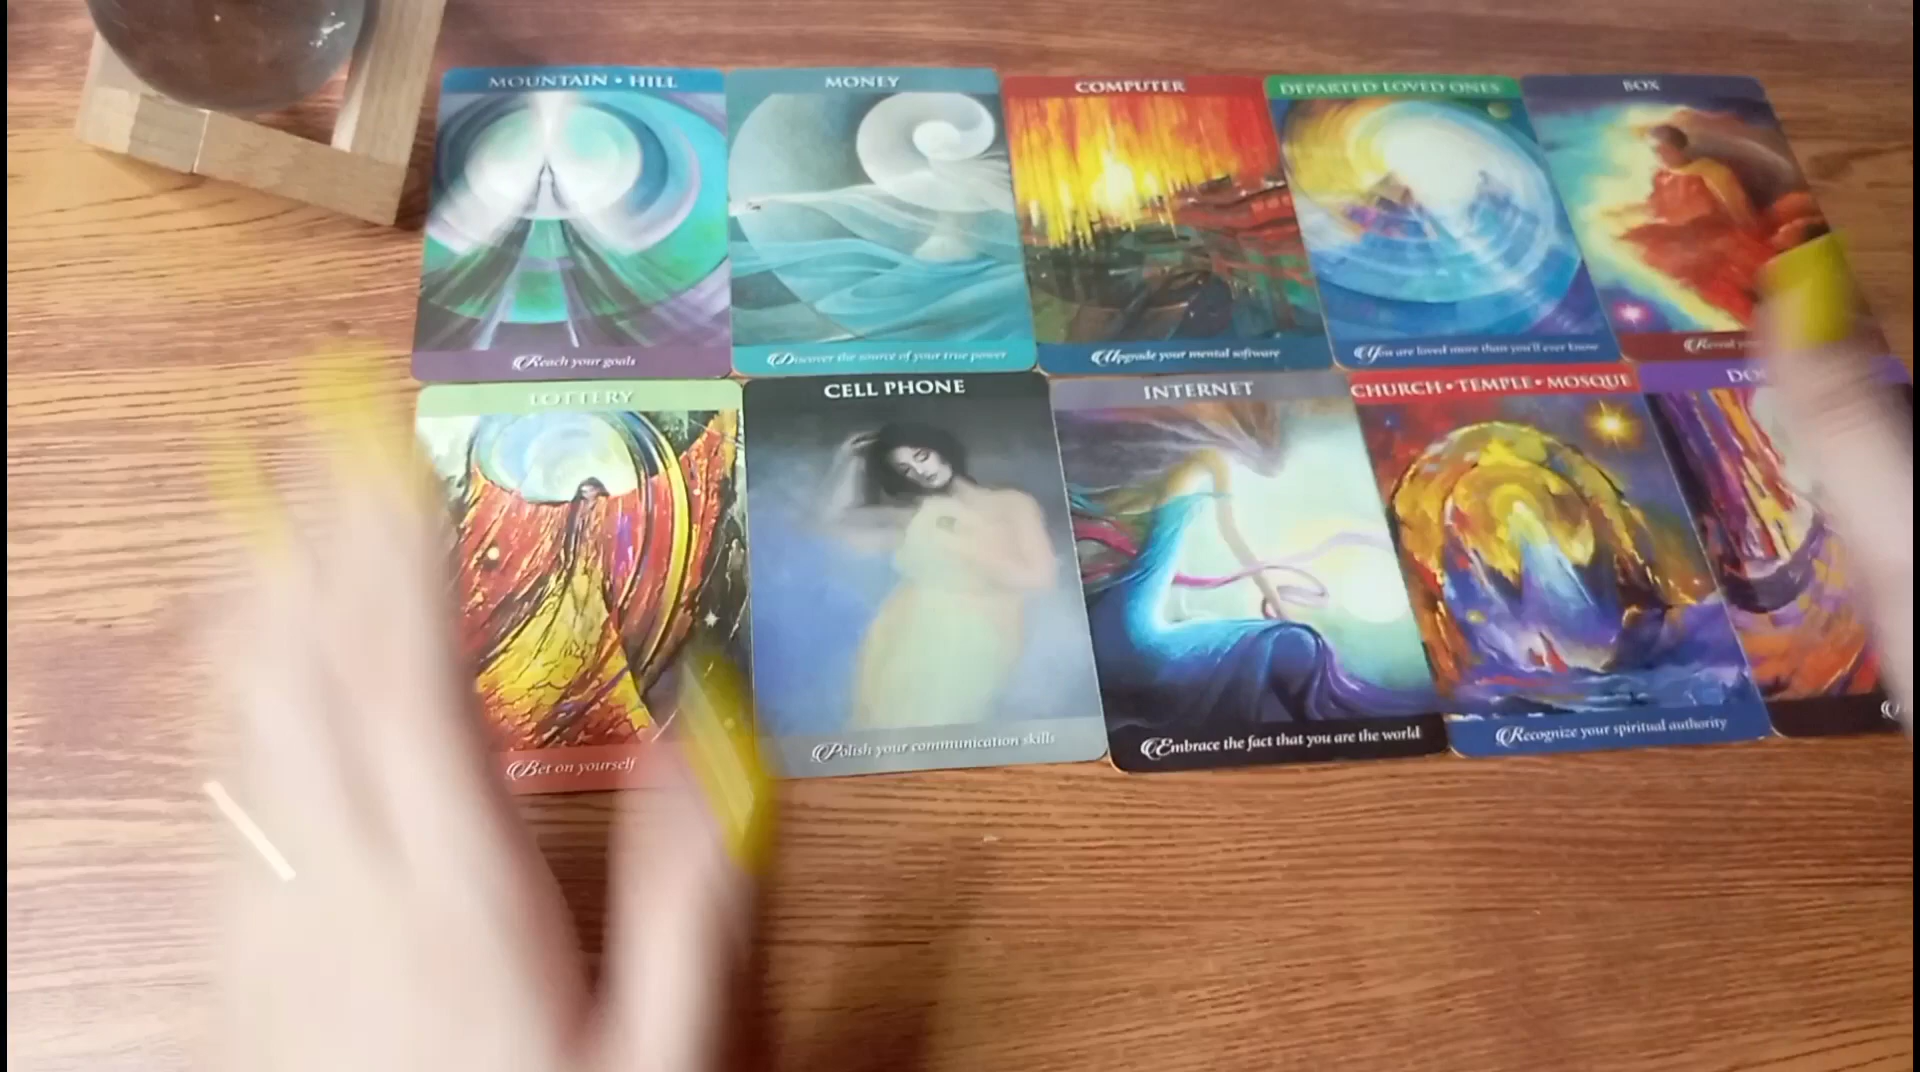 MOUNTAIN • HILL
MONEY
COMPUTER
DEPARTED LOVED ONES
BOX
Reach your goals
Discover the source of your true power
Upgrade your mental software
You are loved more than you'll ever know
Reveal
LOTTERY
CELL PHONE
INTERNET
CHURCH • TEMPLE • MOSQUE
Bet on yourself
Polish your communication skills
Embrace the fact that you are the world
Recognize your spiritual authority